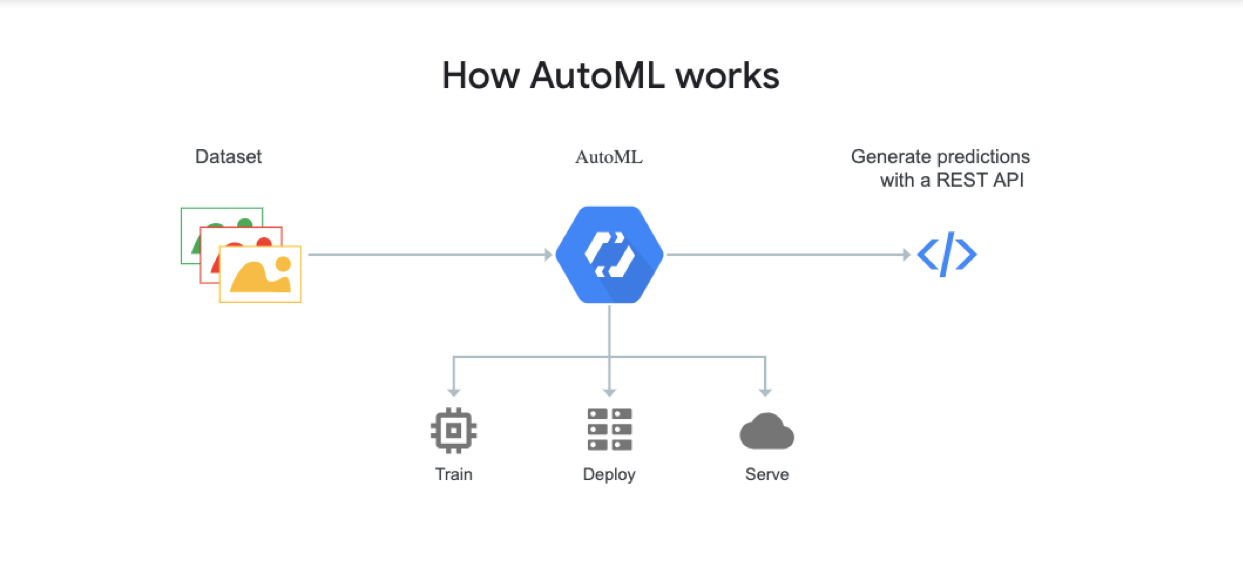 How AutoML works
Dataset
AutoML
Generate predictions
with a REST API
Train
Deploy
Serve